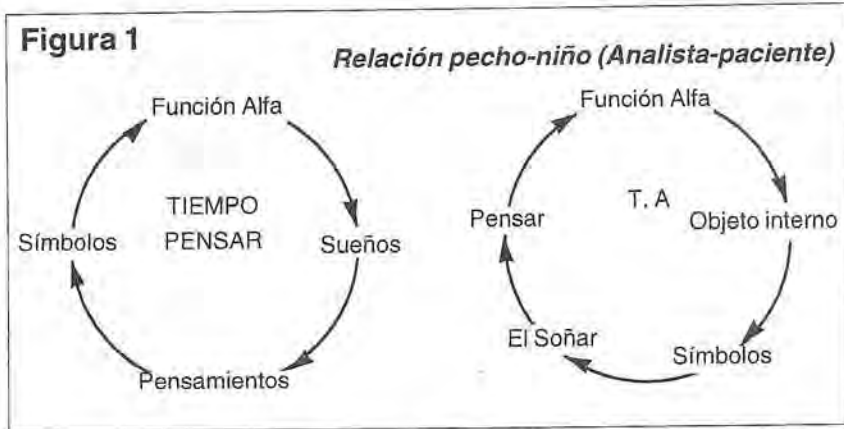 Figura 1
Relación pecho-niño (Analista-paciente)
Función Alfa
TIEMPO
PENSAR
Símbolos
Sueños
Pensamientos
Función Alfa
T. A
Pensar
Objeto interno
El Soñar
Símbolos